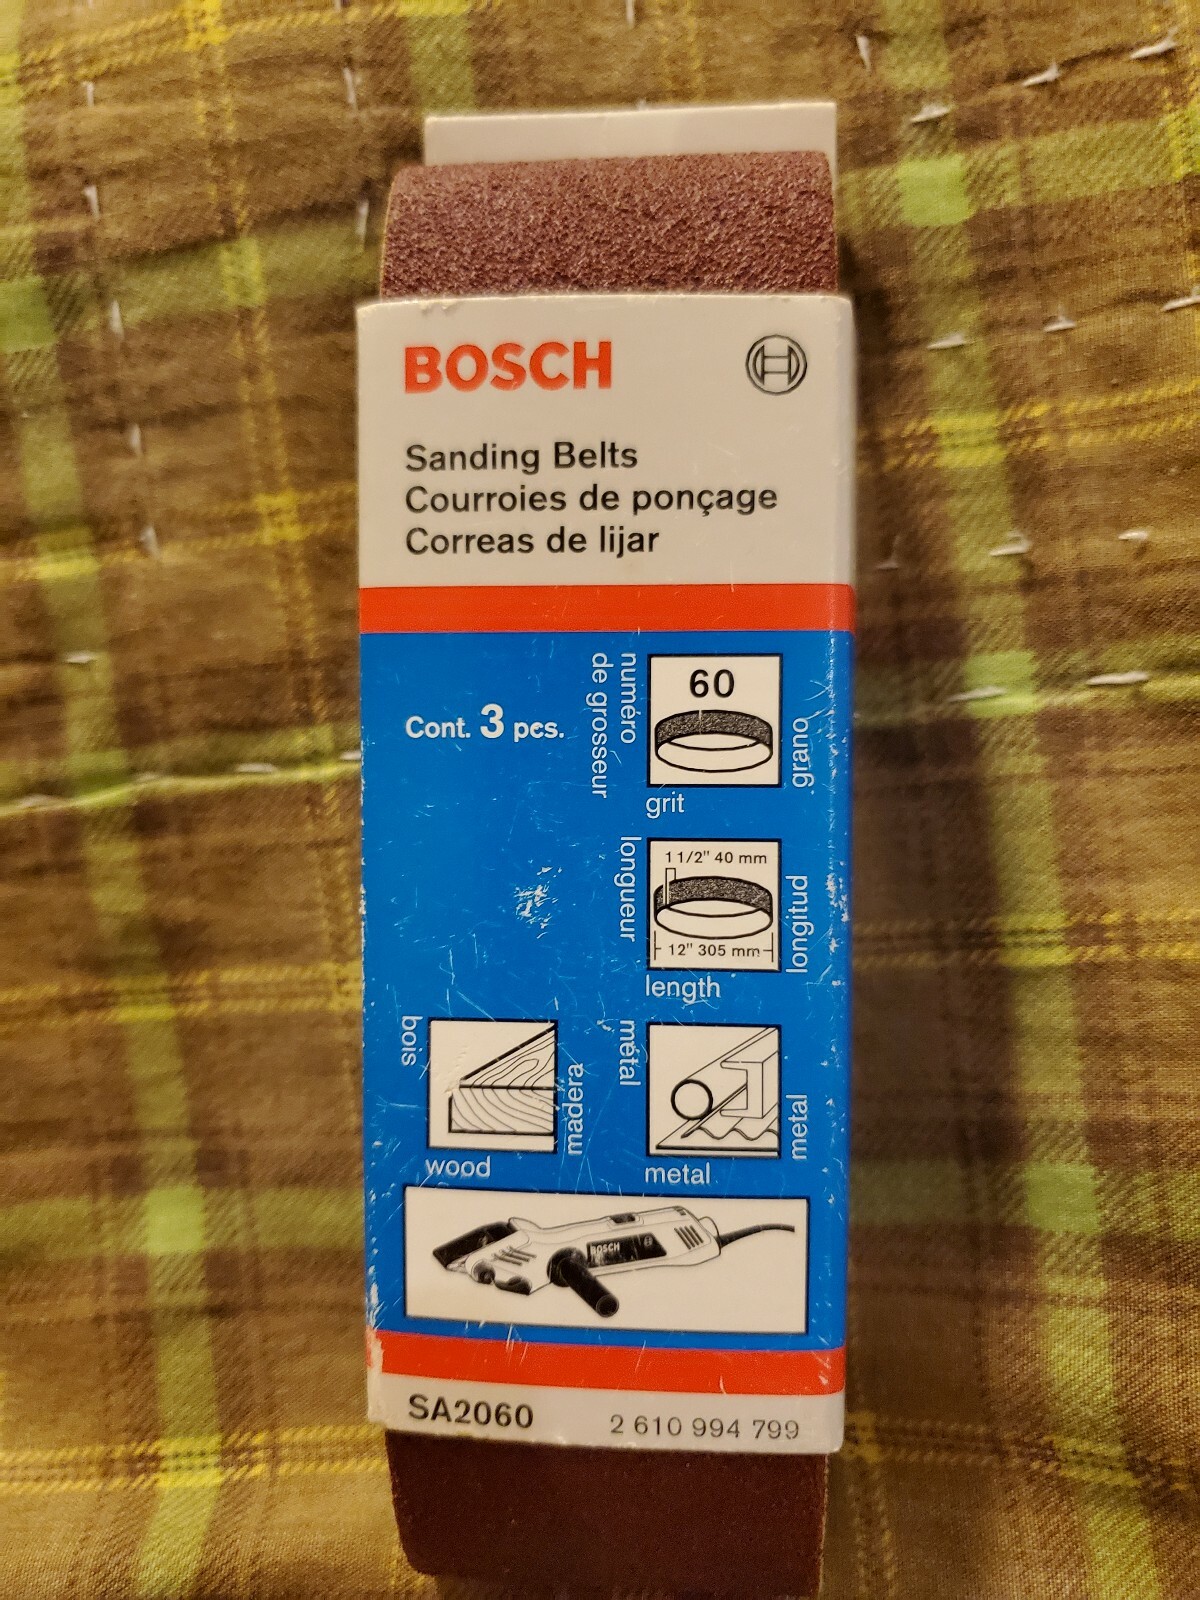 BOSCH
Sanding Belts
Courroies de ponçage
Correas de lijar
Cont. 3 pcs.
numéro
de grosseur
60
grano
grit
longueur
1 1/2" 40 mm
12" 305 mm
longitud
length
bois
madera
wood
métal
metal
metal
BOSCH
SA2060
2 610 994 799